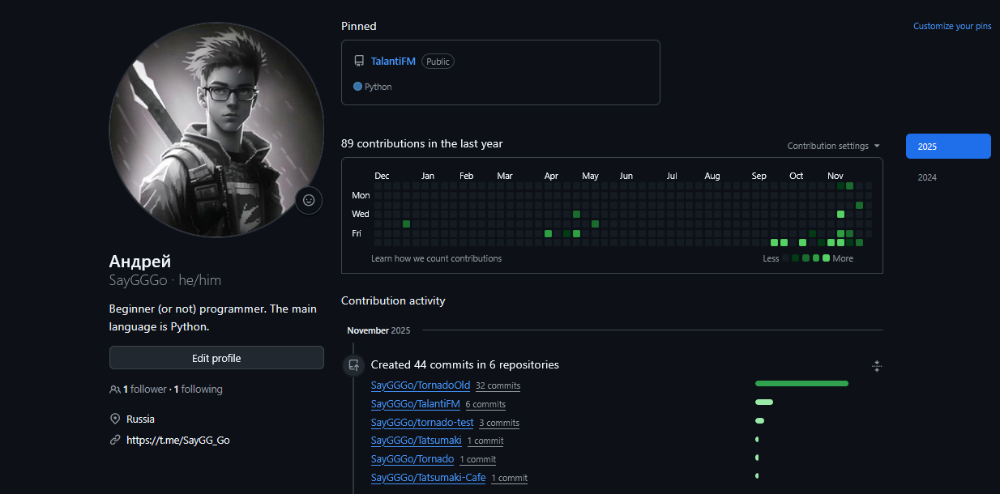 Pinned
Customize your pins
TalantiFM Public
Python
89 contributions in the last year
Contribution settings
2025
2024
Dec Jan Feb Mar Apr May Jun Jul Aug Sep Oct Nov
Mon
Wed
Fri
Learn how we count contributions
Less More
Андрей
SayGGGo · he/him
Beginner (or not) programmer. The main
language is Python.
Edit profile
1 follower · 1 following
Russia
https://t.me/SayGG_Go
Contribution activity
November 2025
Created 44 commits in 6 repositories
SayGGGo/TornadoOld 32 commits
SayGGGo/TalantiFM 6 commits
SayGGGo/tornado-test 3 commits
SayGGGo/Tatsumaki 1 commit
SayGGGo/Tornado 1 commit
SayGGGo/Tatsumaki-Cafe 1 commit